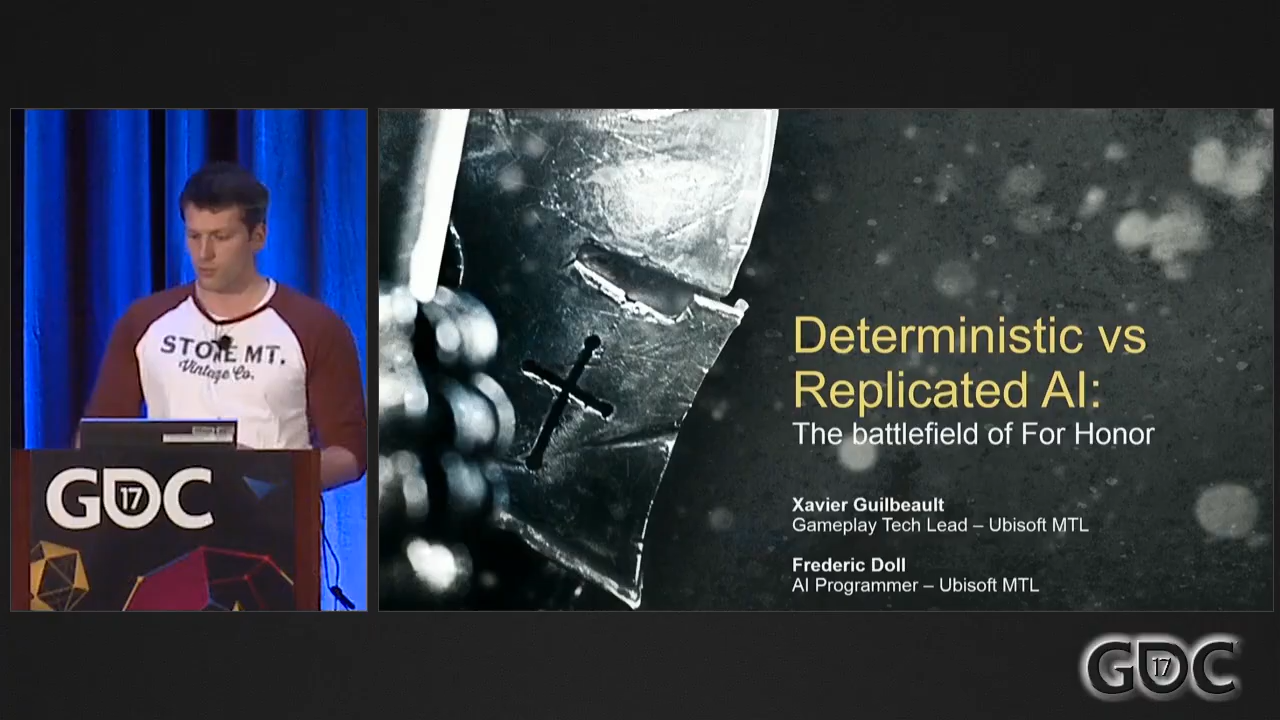 STONE MT.
Vintage Co.
GDC
17
Deterministic vs
Replicated AI:
The battlefield of For Honor
Xavier Guilbeault
Gameplay Tech Lead – Ubisoft MTL
Frederic Doll
AI Programmer – Ubisoft MTL
GDC
17